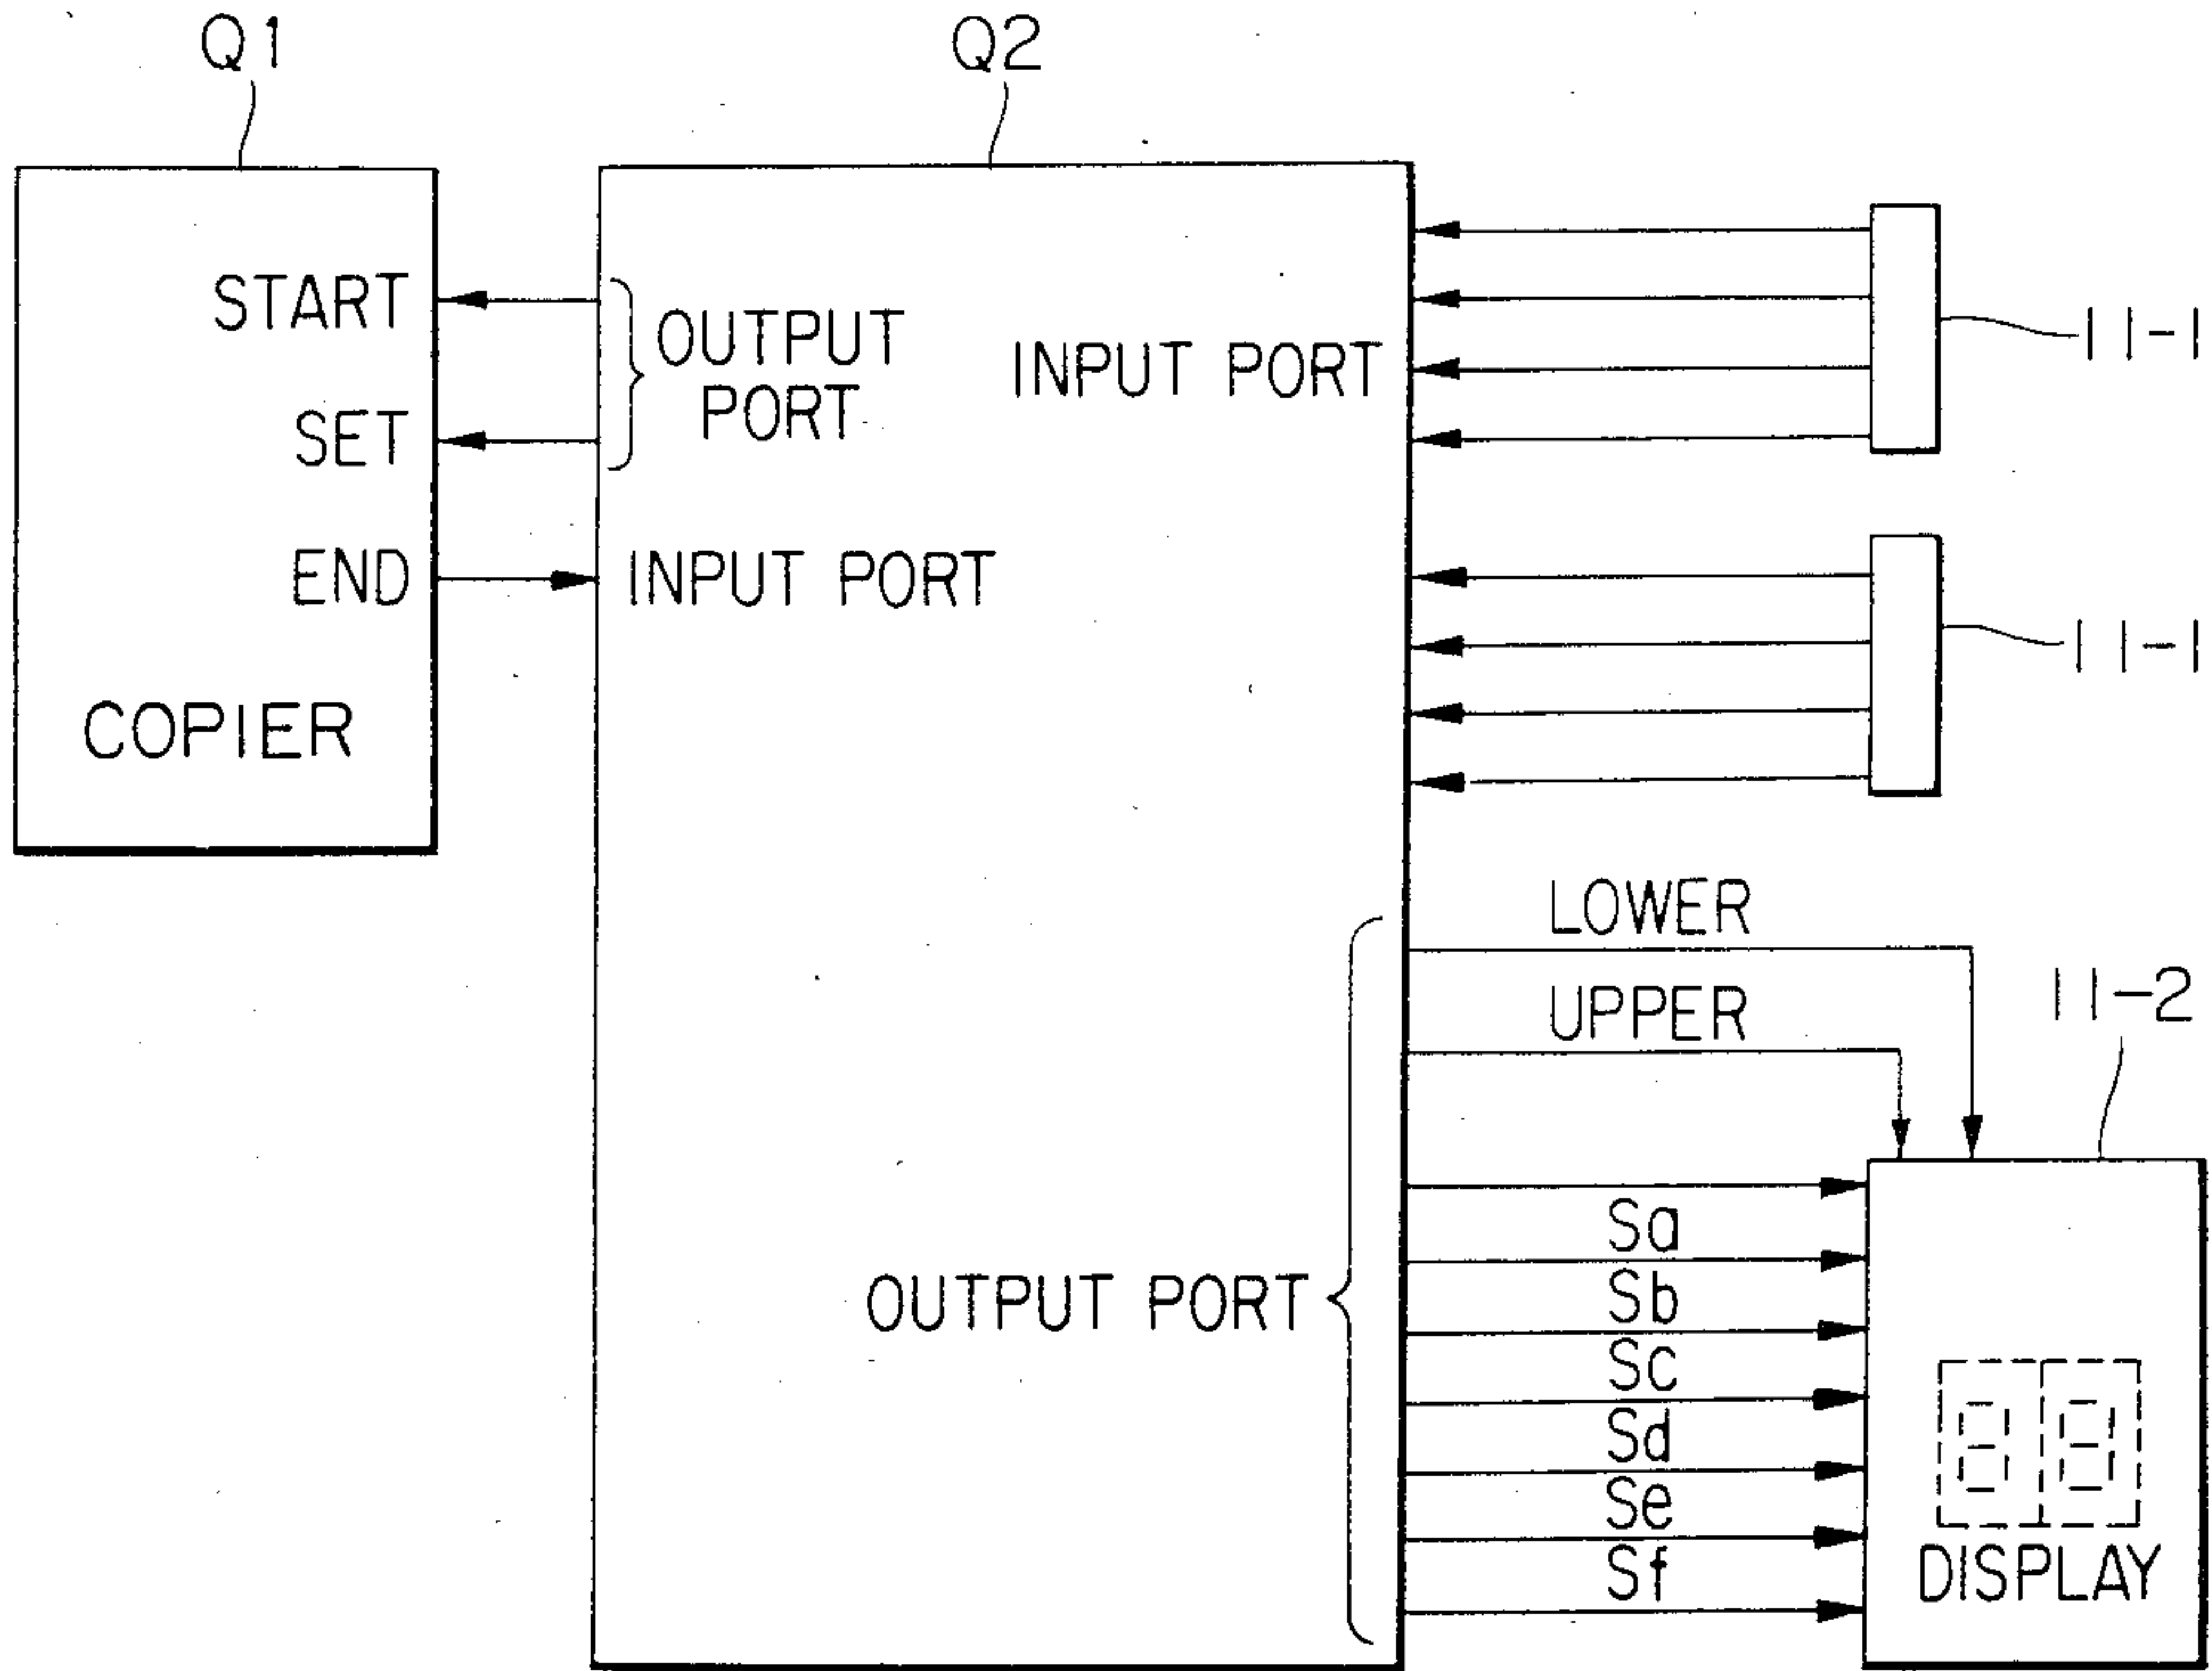 Q1
Q2
START
SET
END
COPIER
OUTPUT
PORT
INPUT PORT
INPUT PORT
11-1
11-1
LOWER
UPPER
11-2
OUTPUT PORT
Sa
Sb
Sc
Sd
Se
Sf
DISPLAY